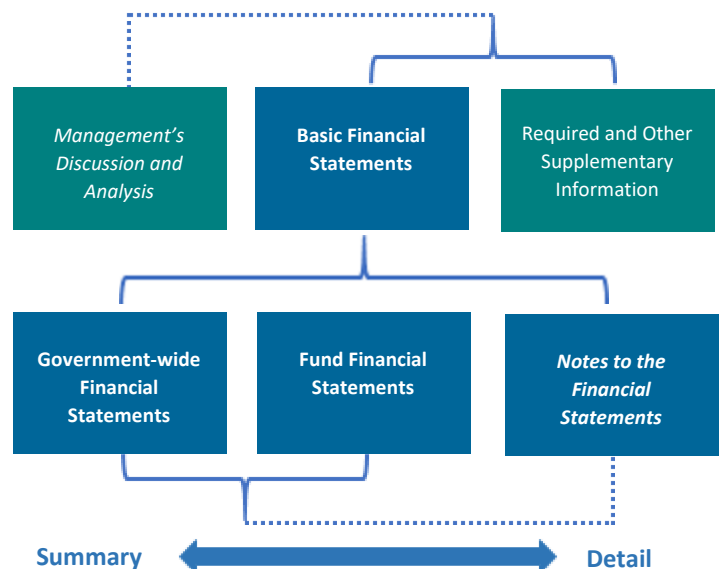 Management’s
Discussion and
Analysis
Basic Financial
Statements
Required and Other
Supplementary
Information
Government-wide
Financial
Statements
Fund Financial
Statements
Notes to the
Financial
Statements
Summary
Detail